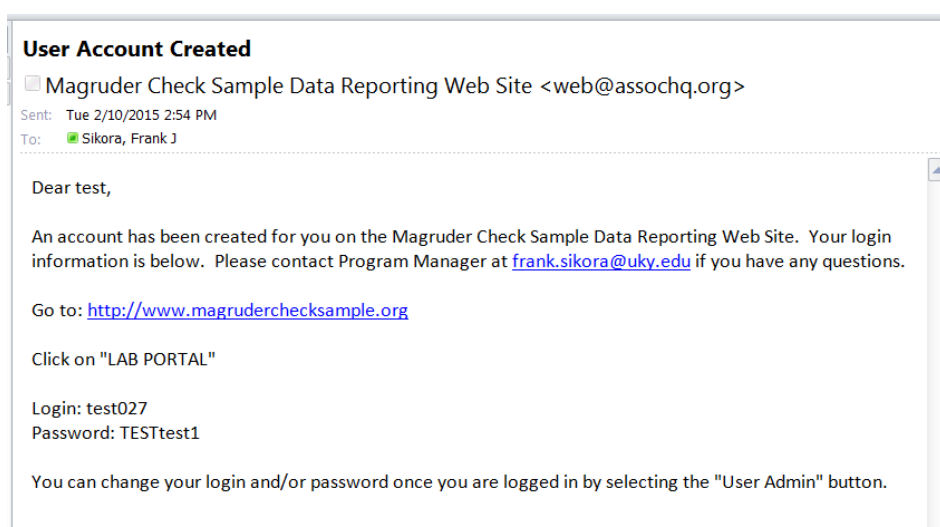 User Account Created
Magruder Check Sample Data Reporting Web Site <web@assochq.org>
Sent: Tue 2/10/2015 2:54 PM
To: Sikora, Frank J
Dear test,
An account has been created for you on the Magruder Check Sample Data Reporting Web Site.  Your login
information is below.  Please contact Program Manager at frank.sikora@uky.edu if you have any questions.
Go to: http://www.magruderchecksample.org
Click on "LAB PORTAL"
Login: test027
Password: TESTtest1
You can change your login and/or password once you are logged in by selecting the "User Admin" button.